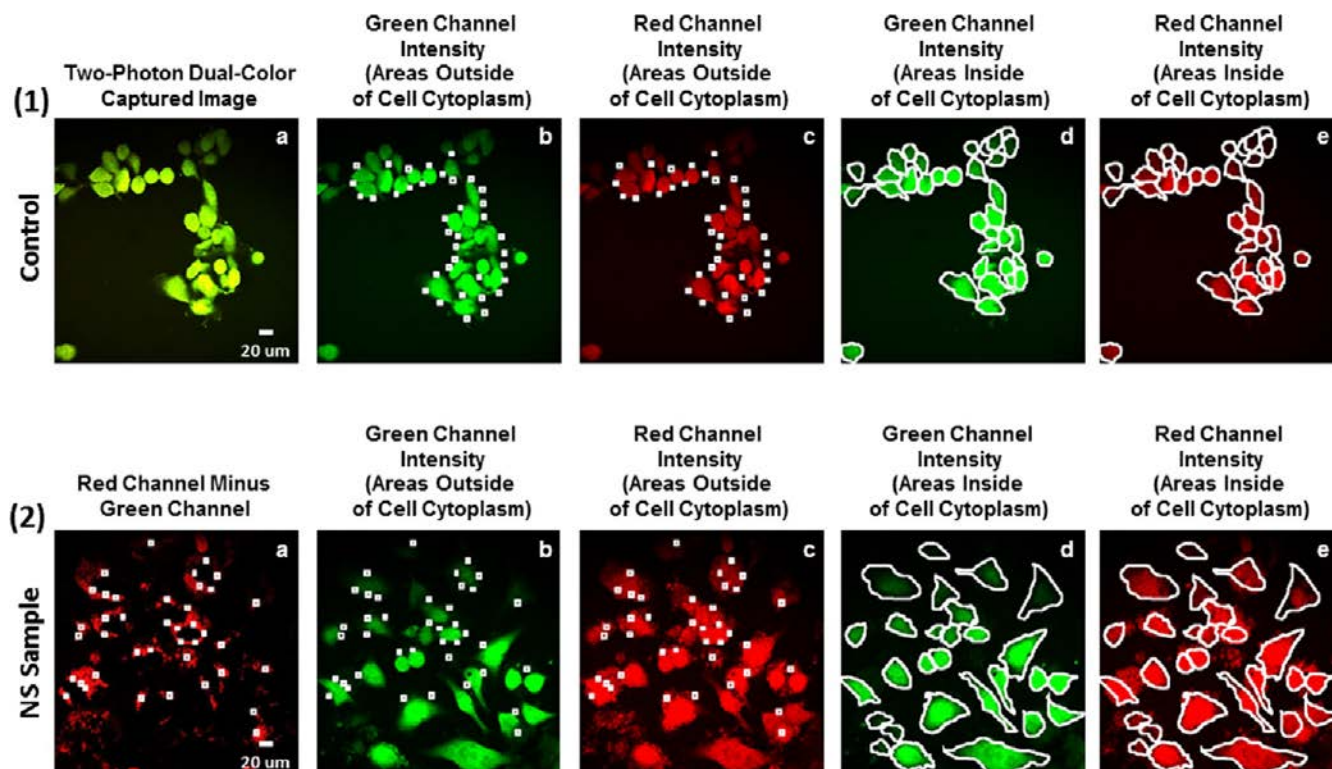 Green Channel
Intensity
(Areas Outside
of Cell Cytoplasm)
Red Channel
Intensity
(Areas Outside
of Cell Cytoplasm)
Green Channel
Intensity
(Areas Inside
of Cell Cytoplasm)
Red Channel
Intensity
(Areas Inside
of Cell Cytoplasm)
Two-Photon Dual-Color
Captured Image
(1)
Control
a
b
c
d
e
20 um
Green Channel
Intensity
(Areas Outside
of Cell Cytoplasm)
Red Channel
Intensity
(Areas Outside
of Cell Cytoplasm)
Green Channel
Intensity
(Areas Inside
of Cell Cytoplasm)
Red Channel
Intensity
(Areas Inside
of Cell Cytoplasm)
Red Channel Minus
Green Channel
(2)
NS Sample
a
b
c
d
e
20 um